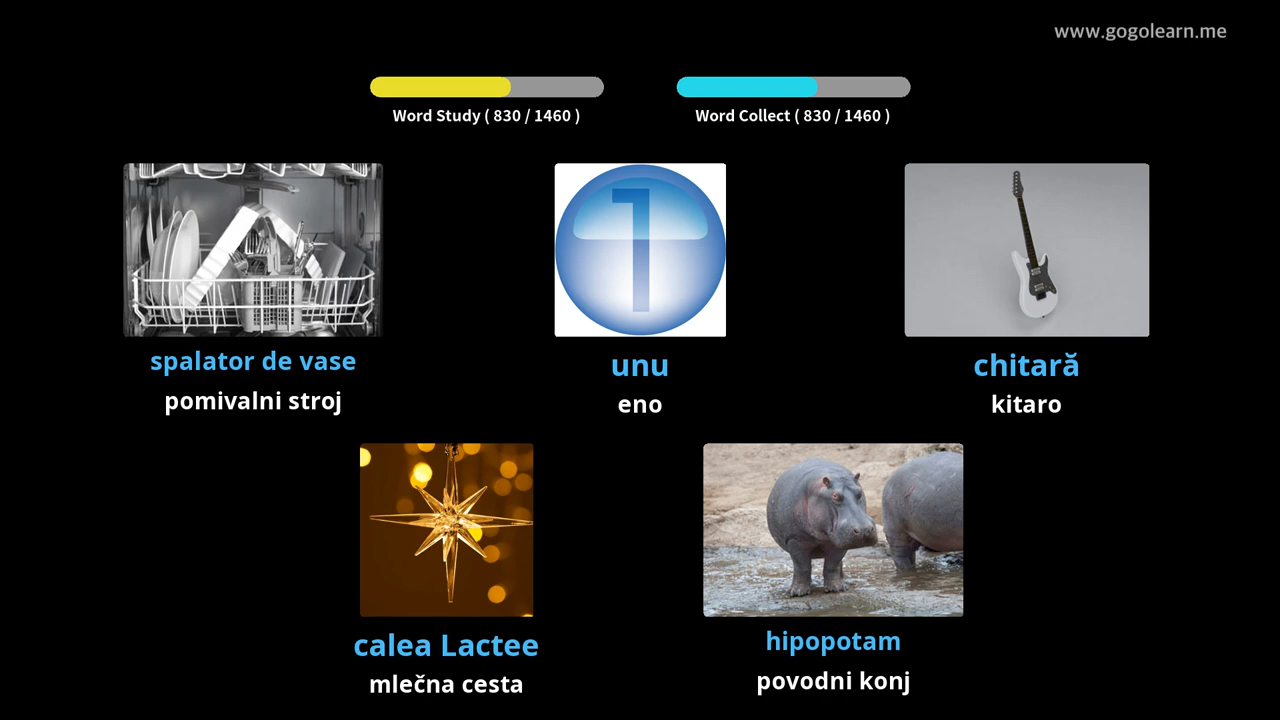 www.gogolearn.me
Word Study ( 830 / 1460 )
Word Collect ( 830 / 1460 )
1
spalator de vase
pomivalni stroj
unu
eno
chitară
kitaro
calea Lactee
mlečna cesta
hipopotam
povodni konj